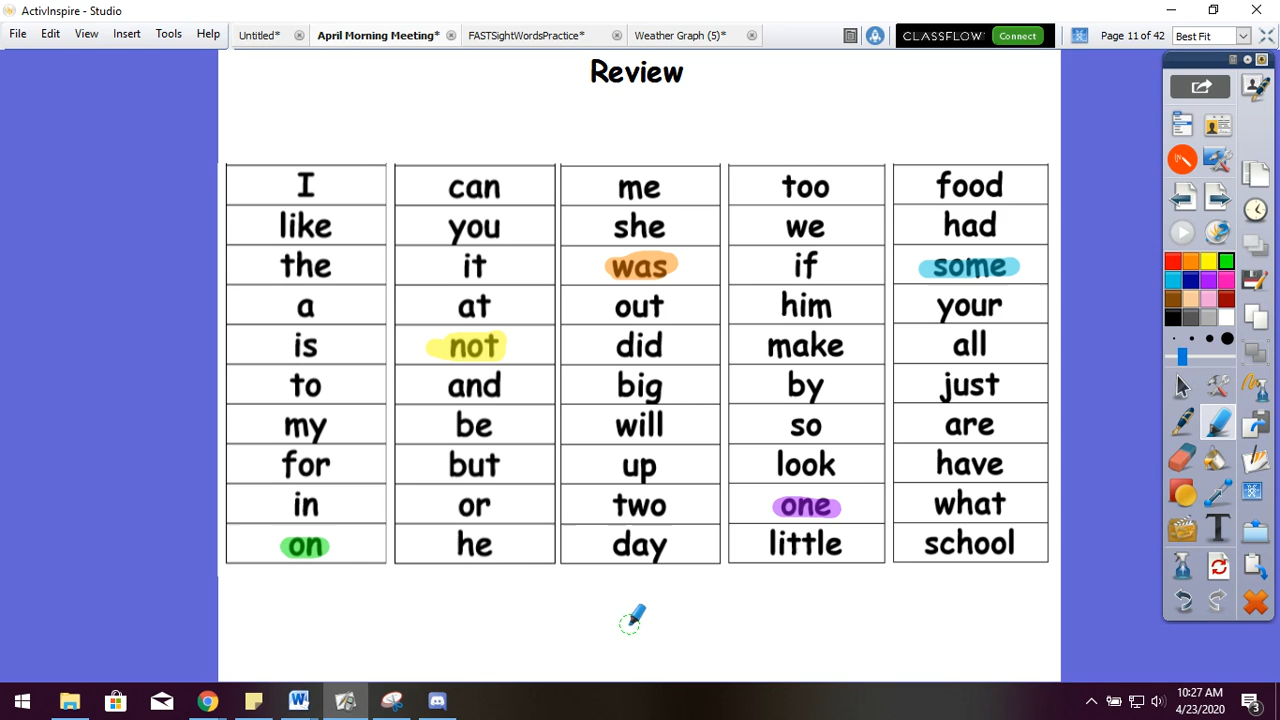 ActivInspire - Studio
File Edit View Insert Tools Help Untitled* April Morning Meeting* FASTSightWordsPractice* Weather Graph (5)* CLASSFLOW Connect Page 11 of 42 Best Fit
Review
I can me too food
like you she we had
the it was if some
a at out him your
is not did make all
to and big by just
my be will so are
for but up look have
in or two one what
on he day little school
10:27 AM
4/23/2020
3